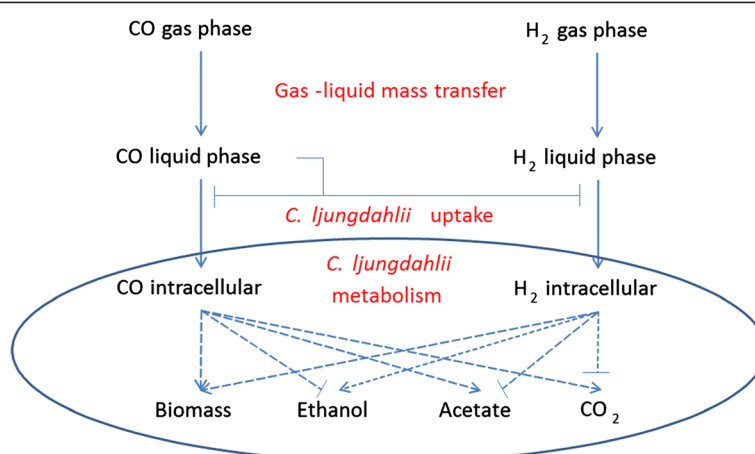 CO gas phase
H2 gas phase
Gas -liquid mass transfer
CO liquid phase
H2 liquid phase
C. ljungdahlii uptake
C. ljungdahlii
metabolism
CO intracellular
H2 intracellular
Biomass
Ethanol
Acetate
CO2